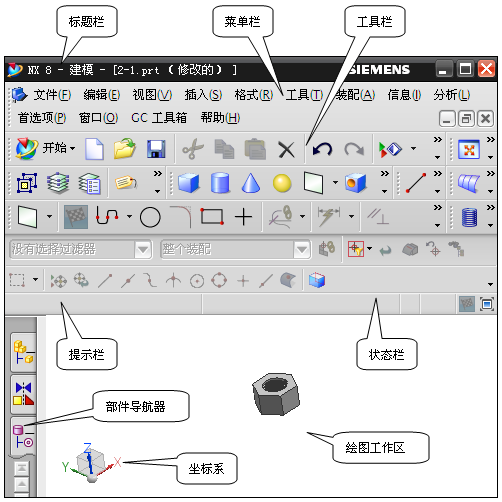 标题栏 菜单栏 工具栏
NX 8 - 建模 - [2-1.prt （修改的） ] SIEMENS
文件(F) 编辑(E) 视图(V) 插入(S) 格式(R) 工具(T) 装配(A) 信息(I) 分析(L)
首选项(P) 窗口(O) GC 工具箱 帮助(H)
开始
没有选择过滤器 整个装配
提示栏 状态栏
部件导航器
绘图工作区
坐标系
Z
Y X